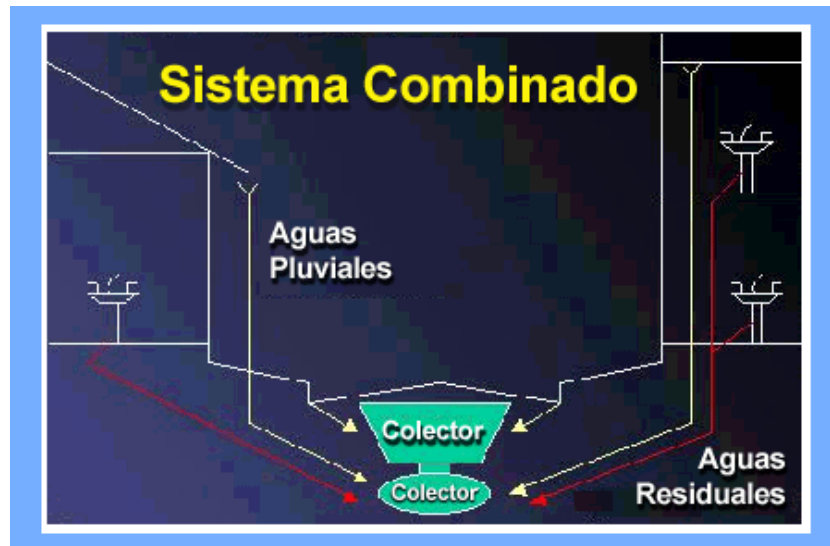 Sistema Combinado
Aguas
Pluviales
Colector
Colector
Aguas
Residuales